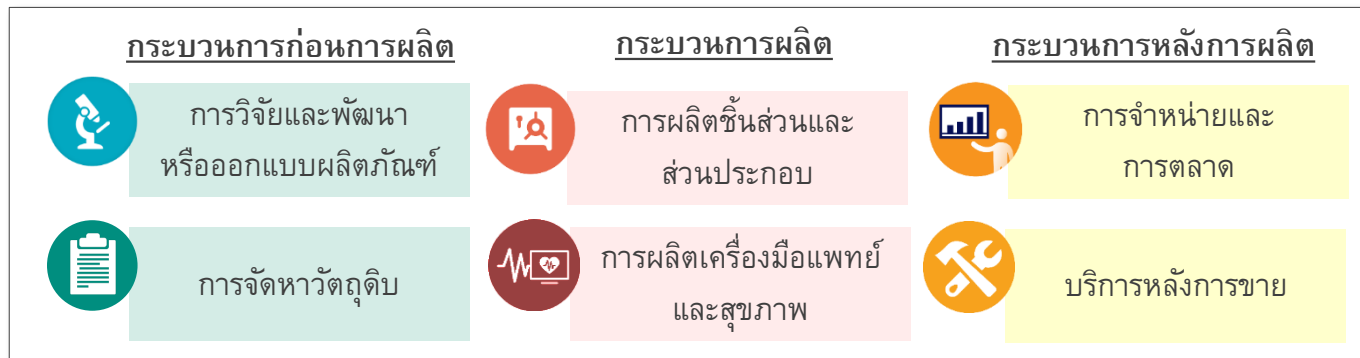 กระบวนการก่อนการผลิต
การวิจัยและพัฒนา
หรือออกแบบผลิตภัณฑ์
การจัดหาวัตถุดิบ
กระบวนการผลิต
การผลิตชิ้นส่วนและ
ส่วนประกอบ
การผลิตเครื่องมือแพทย์
และสุขภาพ
กระบวนการหลังการผลิต
การจำหน่ายและ
การตลาด
บริการหลังการขาย